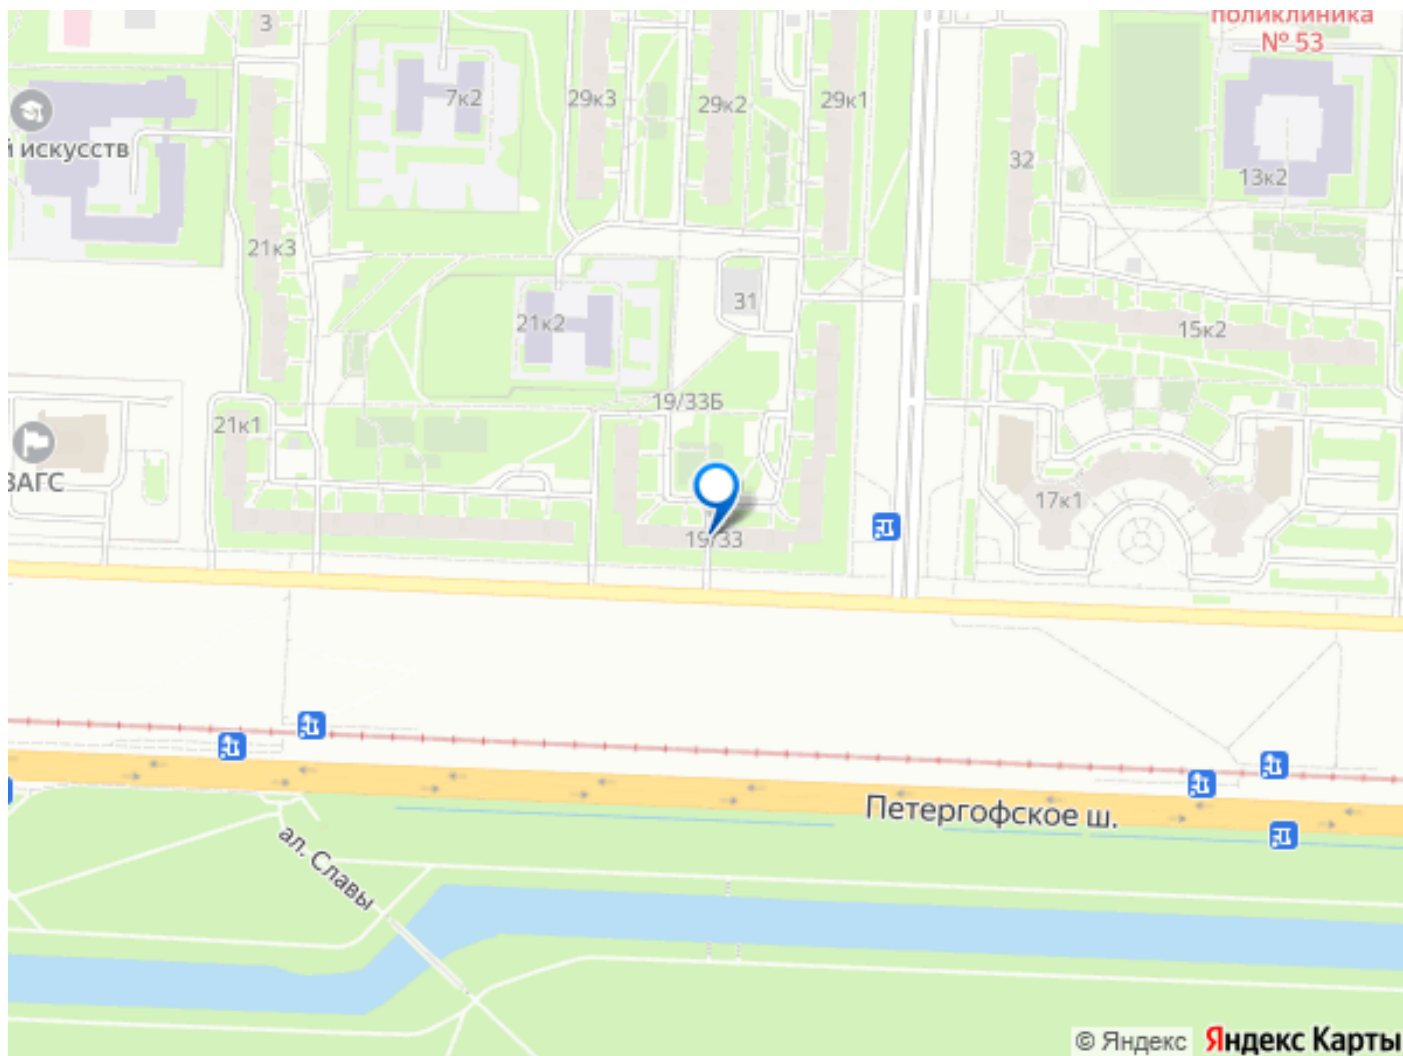 поликлиника
№ 53
3
7к2
29к3
29к2
29к1
й искусств
32
13к2
21к3
31
21к2
15к2
19/33Б
21к1
ЗАГС
17к1
19/33
Петергофское ш.
ал. Славы
© Яндекс Яндекс Карты